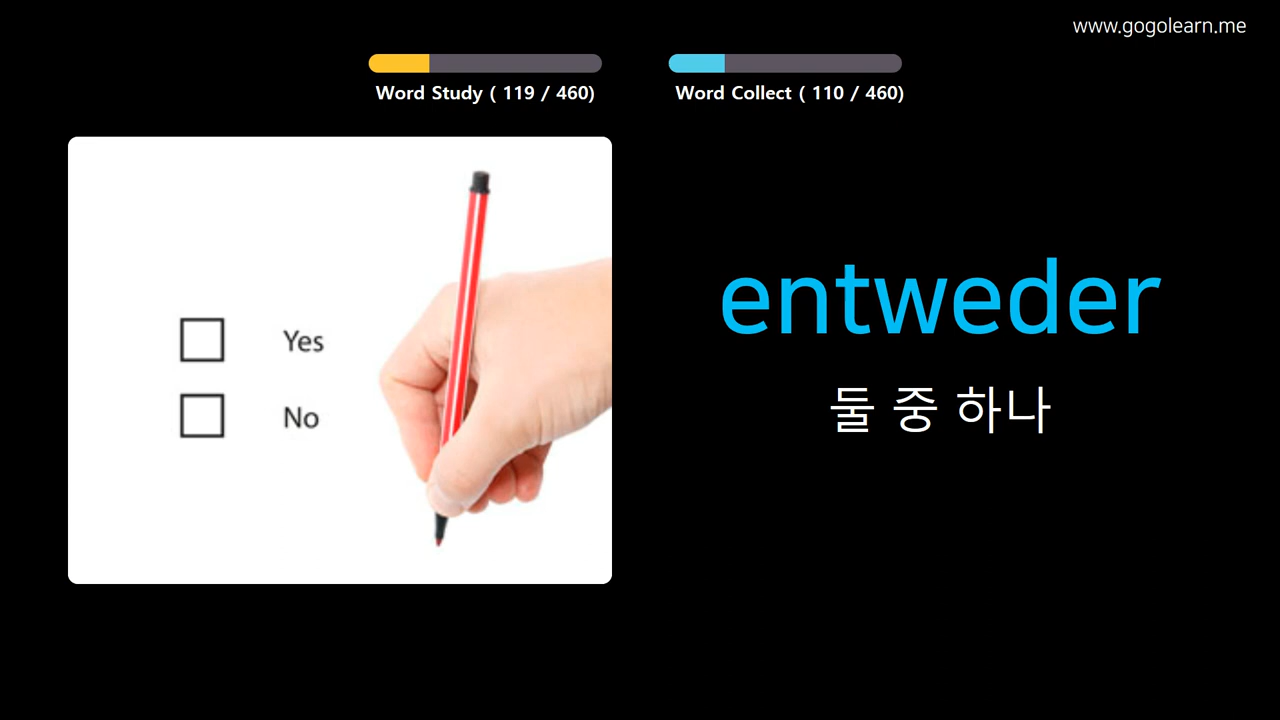 www.gogolearn.me
Word Study ( 119 / 460)
Word Collect ( 110 / 460)
Yes
No
entweder
둘 중 하나